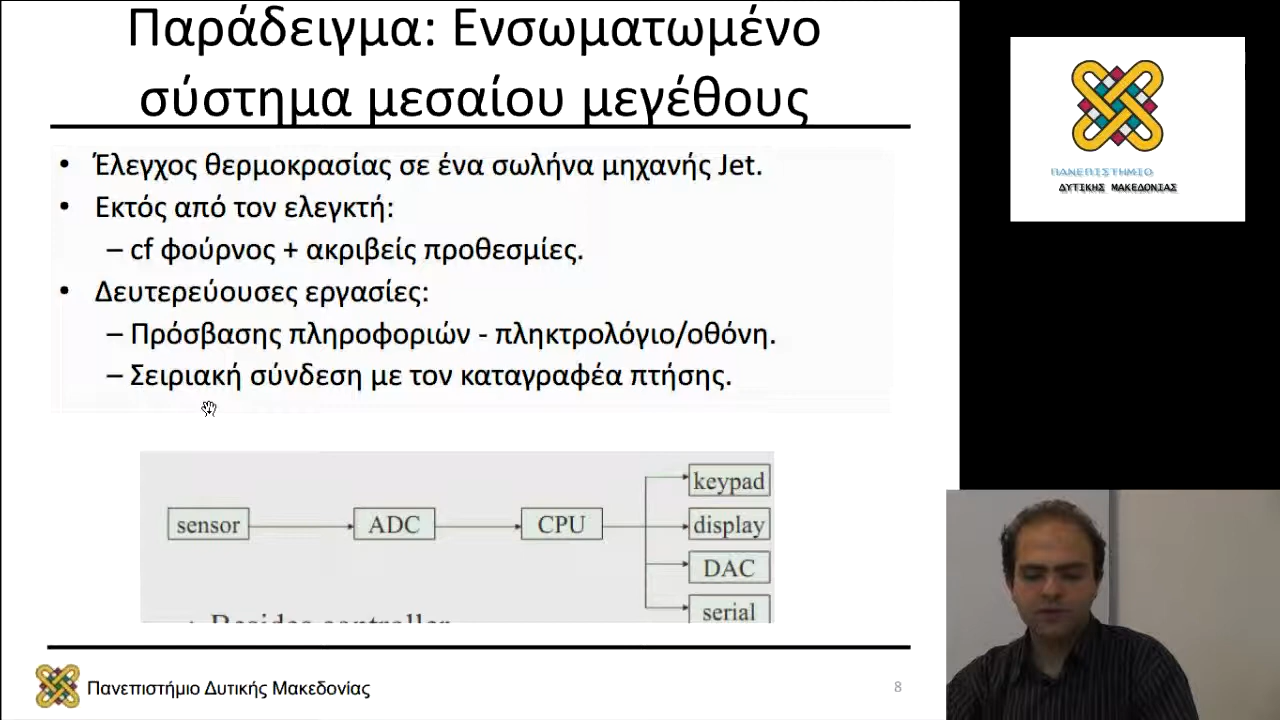 Παράδειγμα: Ενσωματωμένο
σύστημα μεσαίου μεγέθους
• Έλεγχος θερμοκρασίας σε ένα σωλήνα μηχανής Jet.
• Εκτός από τον ελεγκτή:
– cf φούρνος + ακριβείς προθεσμίες.
• Δευτερεύουσες εργασίες:
– Πρόσβασης πληροφοριών - πληκτρολόγιο/οθόνη.
– Σειριακή σύνδεση με τον καταγραφέα πτήσης.
sensor
ADC
CPU
keypad
display
DAC
serial
Besides controller
Πανεπιστήμιο Δυτικής Μακεδονίας
8
ΠΑΝΕΠΙΣΤΗΜΙΟ
ΔΥΤΙΚΗΣ ΜΑΚΕΔΟΝΙΑΣ